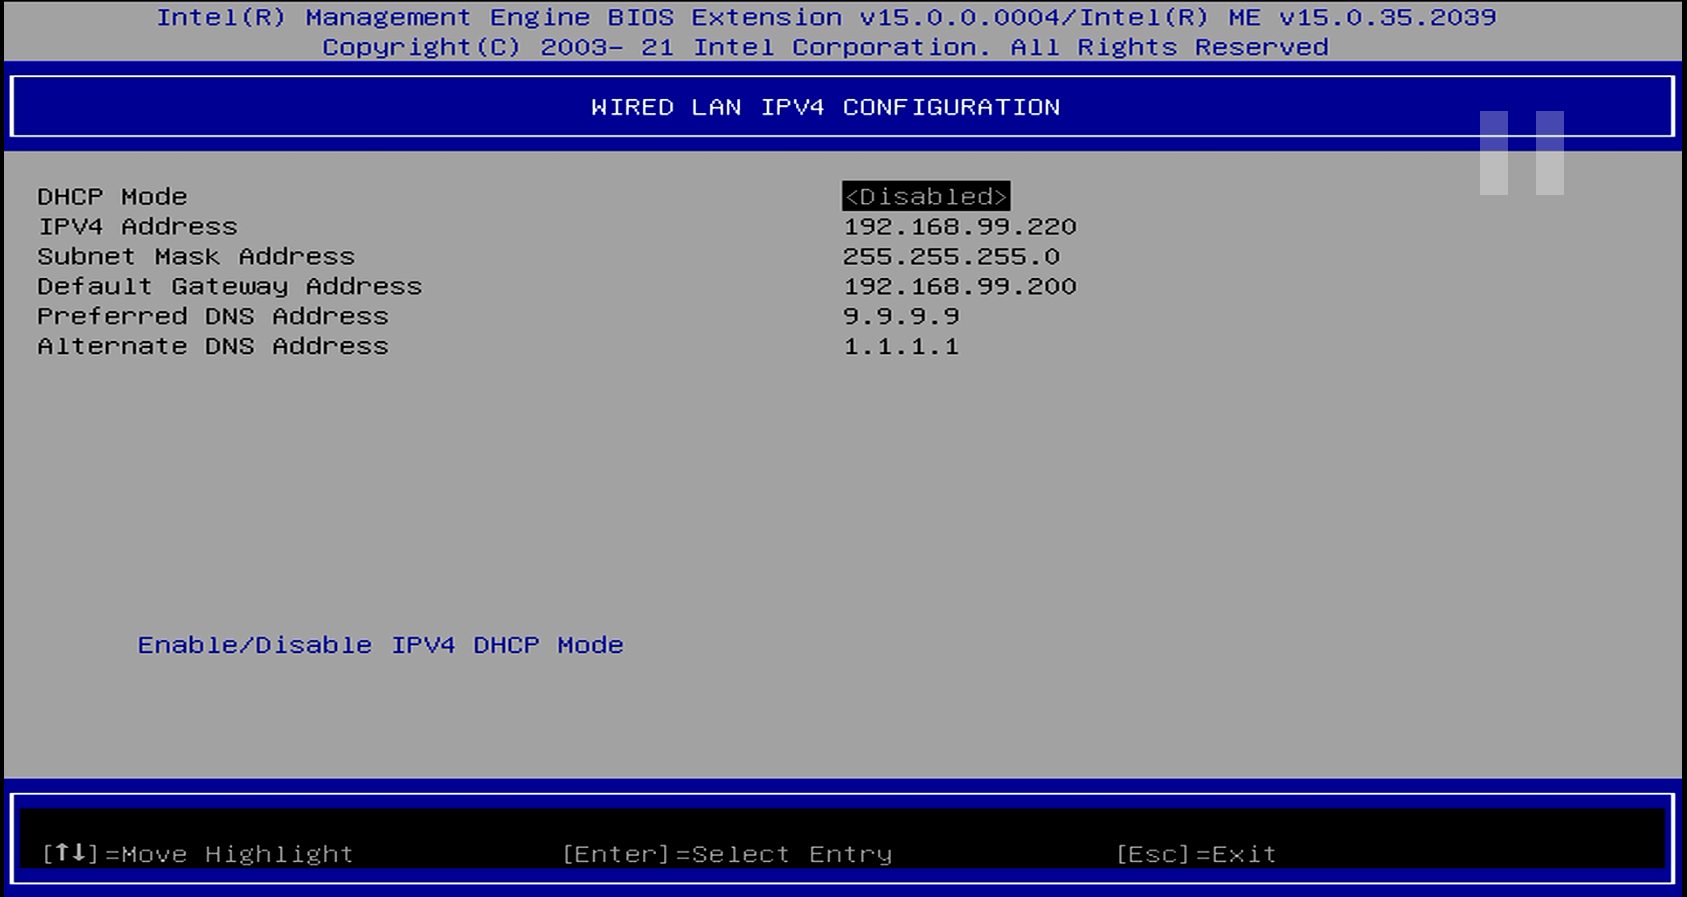 Intel(R) Management Engine BIOS Extension v15.0.0.0004/Intel(R) ME v15.0.35.2039
Copyright(C) 2003- 21 Intel Corporation. All Rights Reserved
WIRED LAN IPV4 CONFIGURATION
DHCP Mode <Disabled>
IPV4 Address 192.168.99.220
Subnet Mask Address 255.255.255.0
Default Gateway Address 192.168.99.200
Preferred DNS Address 9.9.9.9
Alternate DNS Address 1.1.1.1
Enable/Disable IPV4 DHCP Mode
[↑↓]=Move Highlight [Enter]=Select Entry [Esc]=Exit